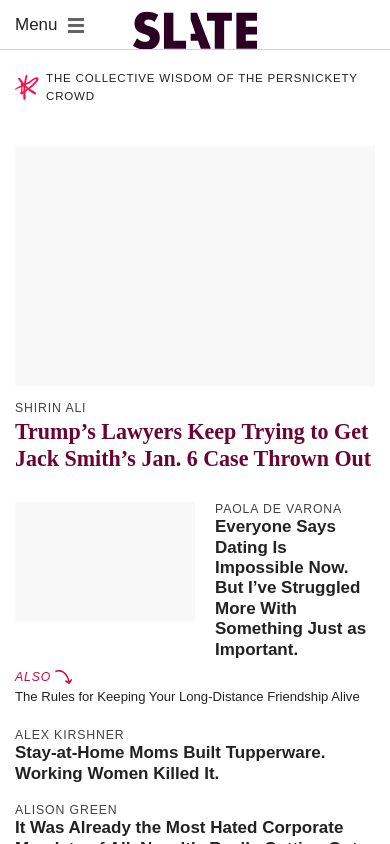 Menu
SLATE
THE COLLECTIVE WISDOM OF THE PERSNICKETY
CROWD
SHIRIN ALI
Trump’s Lawyers Keep Trying to Get
Jack Smith’s Jan. 6 Case Thrown Out
PAOLA DE VARONA
Everyone Says
Dating Is
Impossible Now.
But I’ve Struggled
More With
Something Just as
Important.
ALSO
The Rules for Keeping Your Long-Distance Friendship Alive
ALEX KIRSHNER
Stay-at-Home Moms Built Tupperware.
Working Women Killed It.
ALISON GREEN
It Was Already the Most Hated Corporate